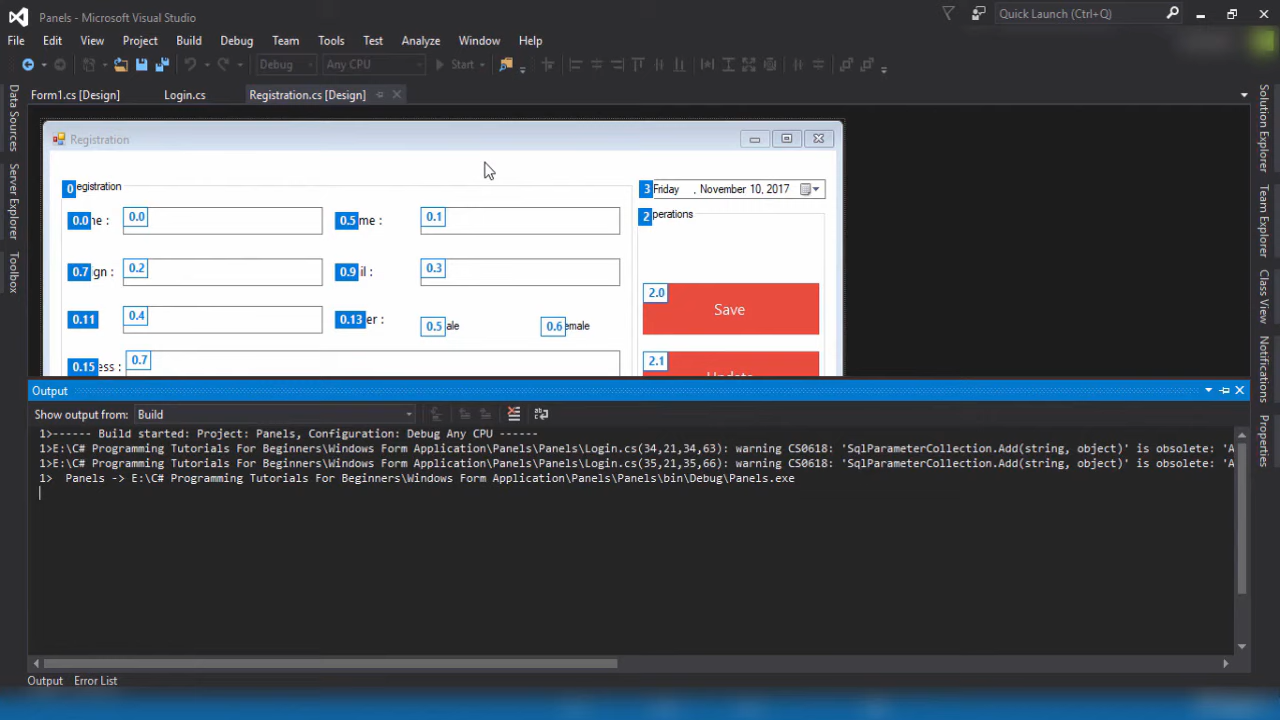 Panels - Microsoft Visual Studio
Quick Launch (Ctrl+Q)
File Edit View Project Build Debug Team Tools Test Analyze Window Help
Debug Any CPU Start
Form1.cs [Design] Login.cs Registration.cs [Design]
Data Sources
Server Explorer
Toolbox
Solution Explorer
Team Explorer
Class View
Notifications
Properties
Registration
0 egistration
3 Friday , November 10, 2017
0.0 ne : 0.0 0.5 me : 0.1
2 perations
0.7 gn : 0.2 0.9 il : 0.3
2.0 Save
0.11 0.4 0.13 er : 0.5 ale 0.6 emale
0.15 ess : 0.7
2.1
Output
Show output from: Build
1>------ Build started: Project: Panels, Configuration: Debug Any CPU ------
1>E:\C# Programming Tutorials For Beginners\Windows Form Application\Panels\Panels\Login.cs(34,21,34,63): warning CS0618: 'SqlParameterCollection.Add(string, object)' is obsolete: 'A
1>E:\C# Programming Tutorials For Beginners\Windows Form Application\Panels\Panels\Login.cs(35,21,35,66): warning CS0618: 'SqlParameterCollection.Add(string, object)' is obsolete: 'A
1> Panels -> E:\C# Programming Tutorials For Beginners\Windows Form Application\Panels\Panels\bin\Debug\Panels.exe
Output Error List